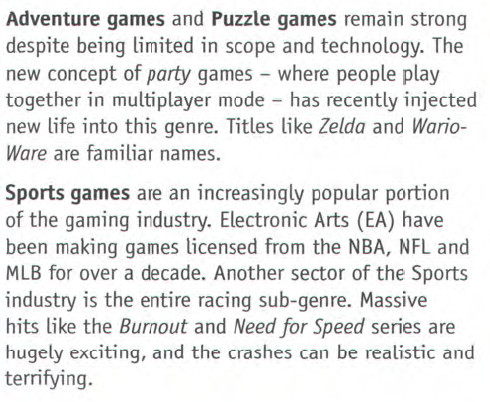 Adventure games and Puzzle games remain strong
despite being limited in scope and technology. The
new concept of party games – where people play
together in multiplayer mode – has recently injected
new life into this genre. Titles like Zelda and Wario-
Ware are familiar names.
Sports games are an increasingly popular portion
of the gaming industry. Electronic Arts (EA) have
been making games licensed from the NBA, NFL and
MLB for over a decade. Another sector of the Sports
industry is the entire racing sub-genre. Massive
hits like the Burnout and Need for Speed series are
hugely exciting, and the crashes can be realistic and
terrifying.